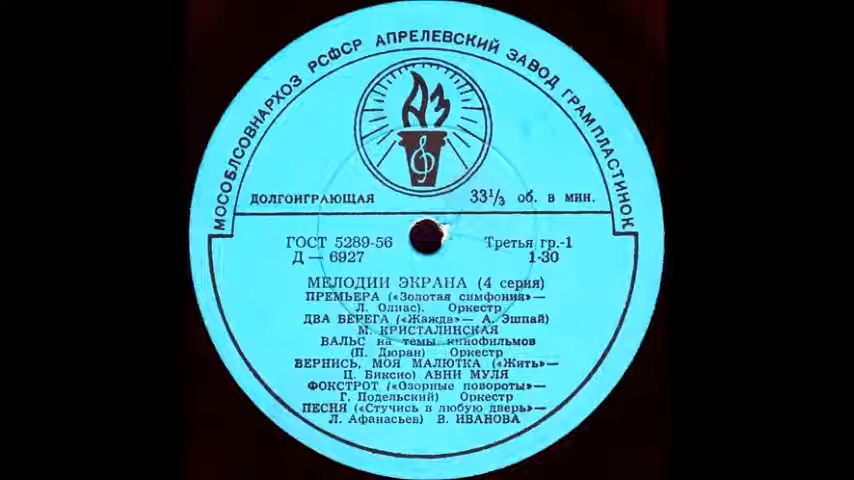 МОСОБЛСОВНАРХОЗ РСФСР АПРЕЛЕВСКИЙ ЗАВОД ГРАМПЛАСТИНОК
АЗ
ДОЛГОИГРАЮЩАЯ 33⅓ об. в мин.
ГОСТ 5289-56 Третья гр.-1
Д — 6927 1-30
МЕЛОДИИ ЭКРАНА (4 серия)
ПРЕМЬЕРА («Золотая симфония»—
Л. Олиас). Оркестр
ДВА БЕРЕГА («Жажда»— А. Эшпай)
М. КРИСТАЛИНСКАЯ
ВАЛЬС на темы кинофильмов
(П. Дюран) Оркестр
ВЕРНИСЬ, МОЯ МАЛЮТКА («Жить»—
Ц. Биксио) АВНИ МУЛЯ
ФОКСТРОТ («Озорные повороты»—
Г. Подельский) Оркестр
ПЕСНЯ («Стучись в любую дверь»—
Л. Афанасьев) В. ИВАНОВА